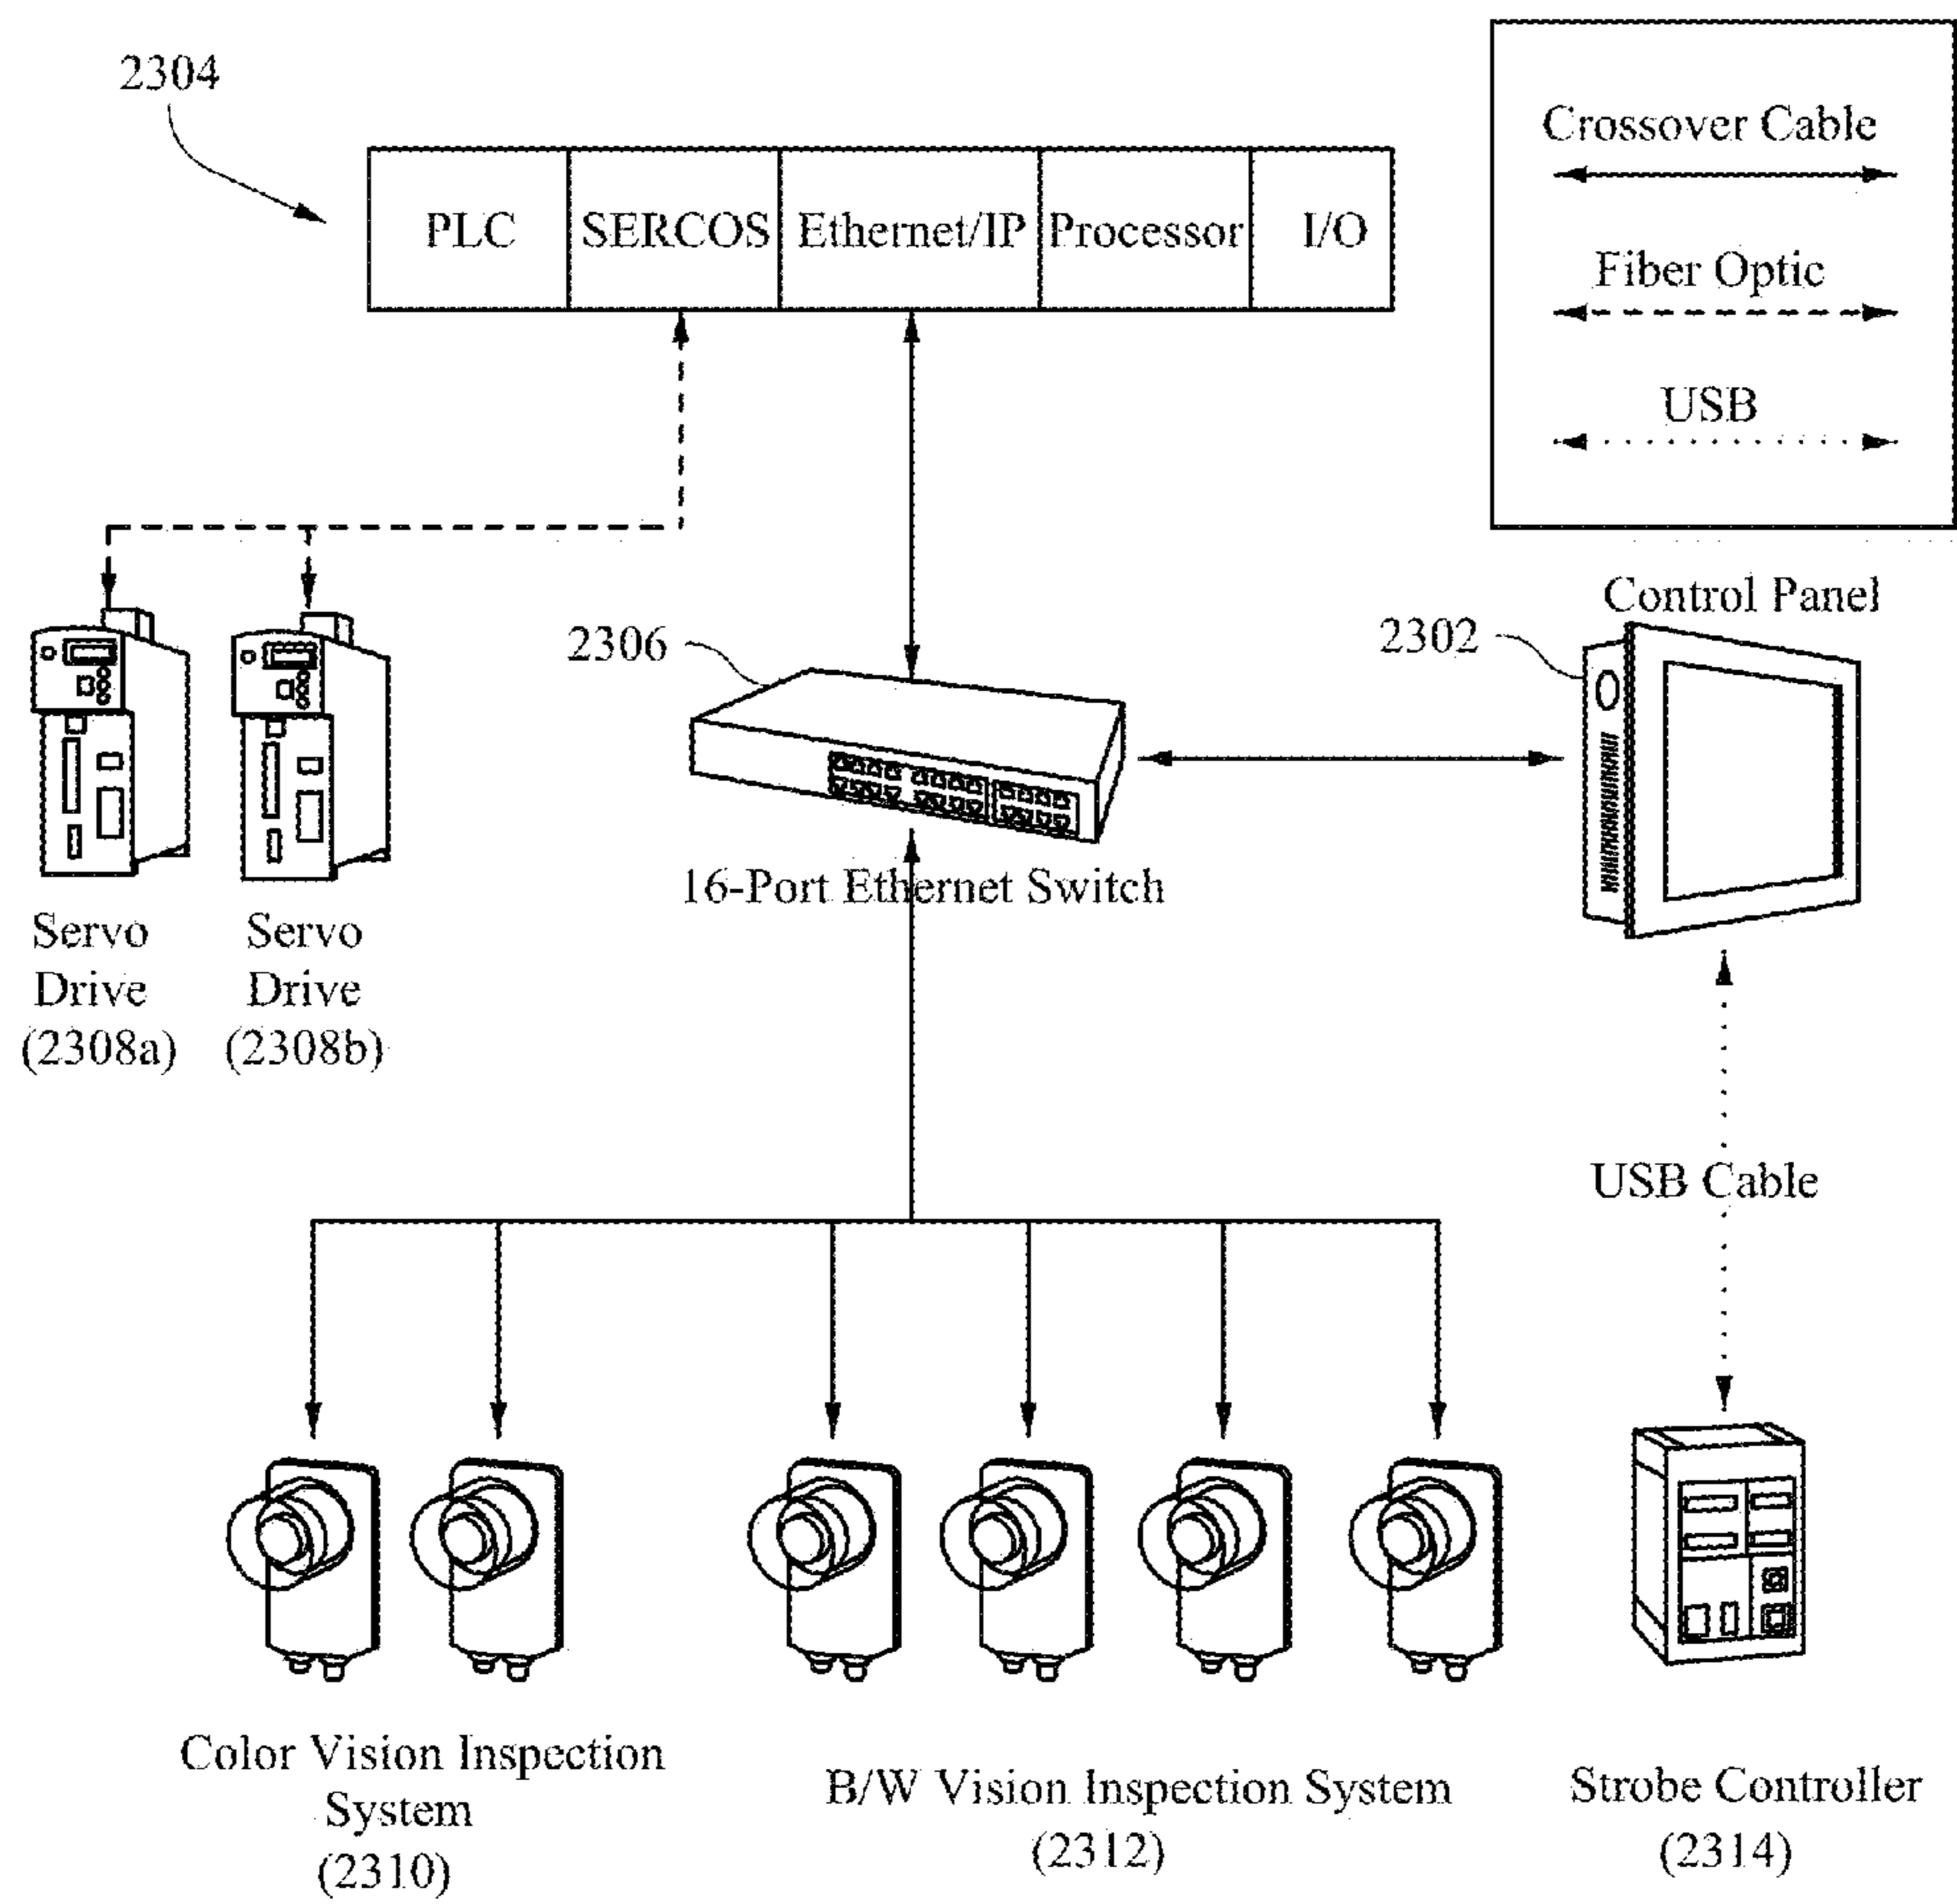 2304
PLC SERCOS Ethernet/IP Processor I/O
Crossover Cable
Fiber Optic
USB
Control Panel
2306
2302
16-Port Ethernet Switch
Servo
Drive
(2308a)
Servo
Drive
(2308b)
USB Cable
Color Vision Inspection
System
(2310)
B/W Vision Inspection System
(2312)
Strobe Controller
(2314)